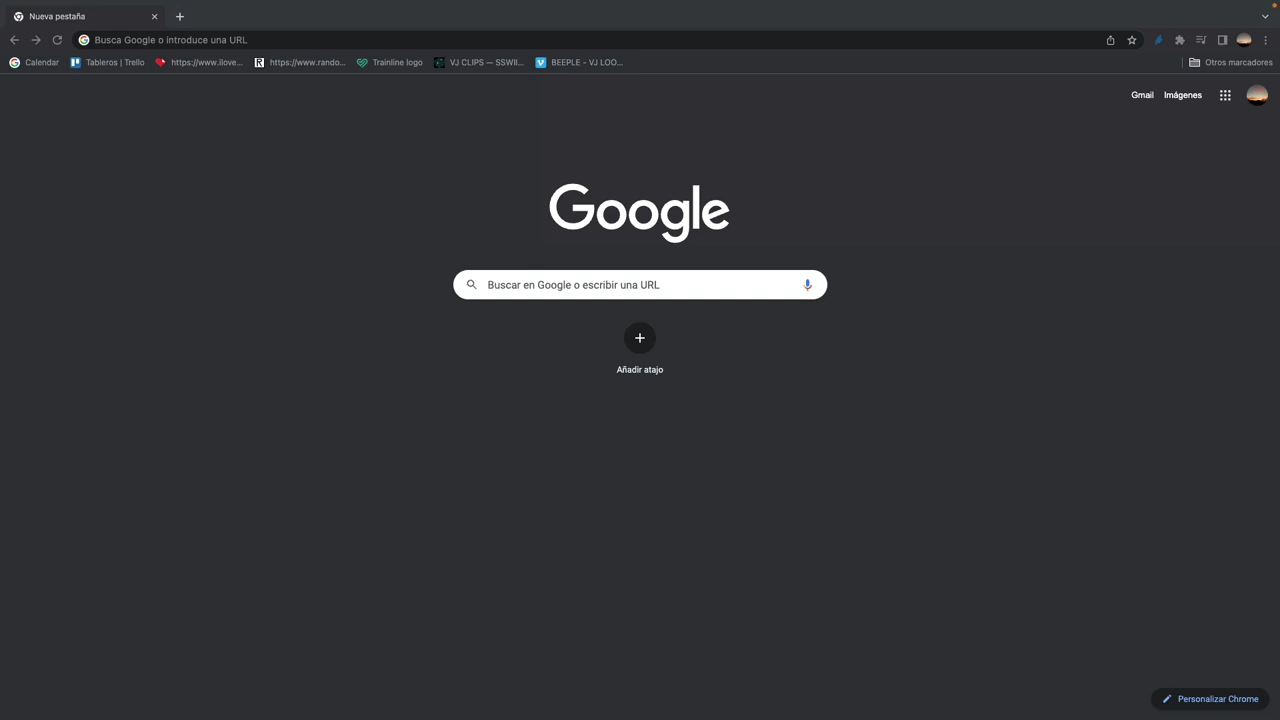 Nueva pestaña
Busca Google o introduce una URL
Calendar
Tableros | Trello
https://www.ilove...
https://www.rando...
Trainline logo
VJ CLIPS — SSWII...
BEEPLE - VJ LOO...
Otros marcadores
Gmail
Imágenes
Google
Buscar en Google o escribir una URL
Añadir atajo
Personalizar Chrome